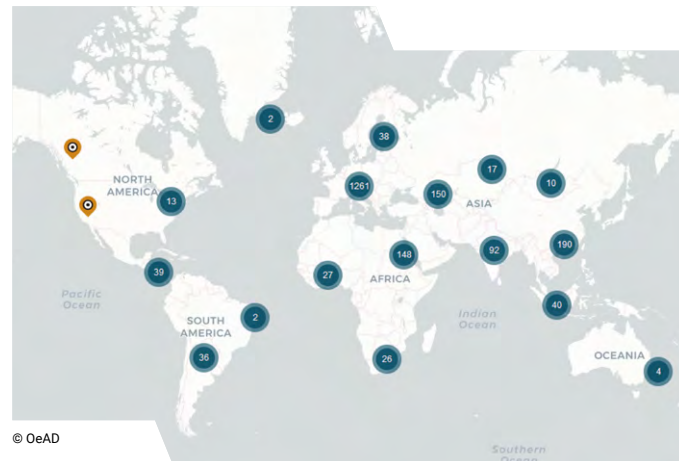 2
38
1261
17
NORTH
AMERICA
13
150
10
ASIA
190
148
92
27
AFRICA
39
Pacific
Ocean
40
Indian
Ocean
2
SOUTH
AMERICA
36
26
OCEANIA
4
© OeAD
Southern
Ocean